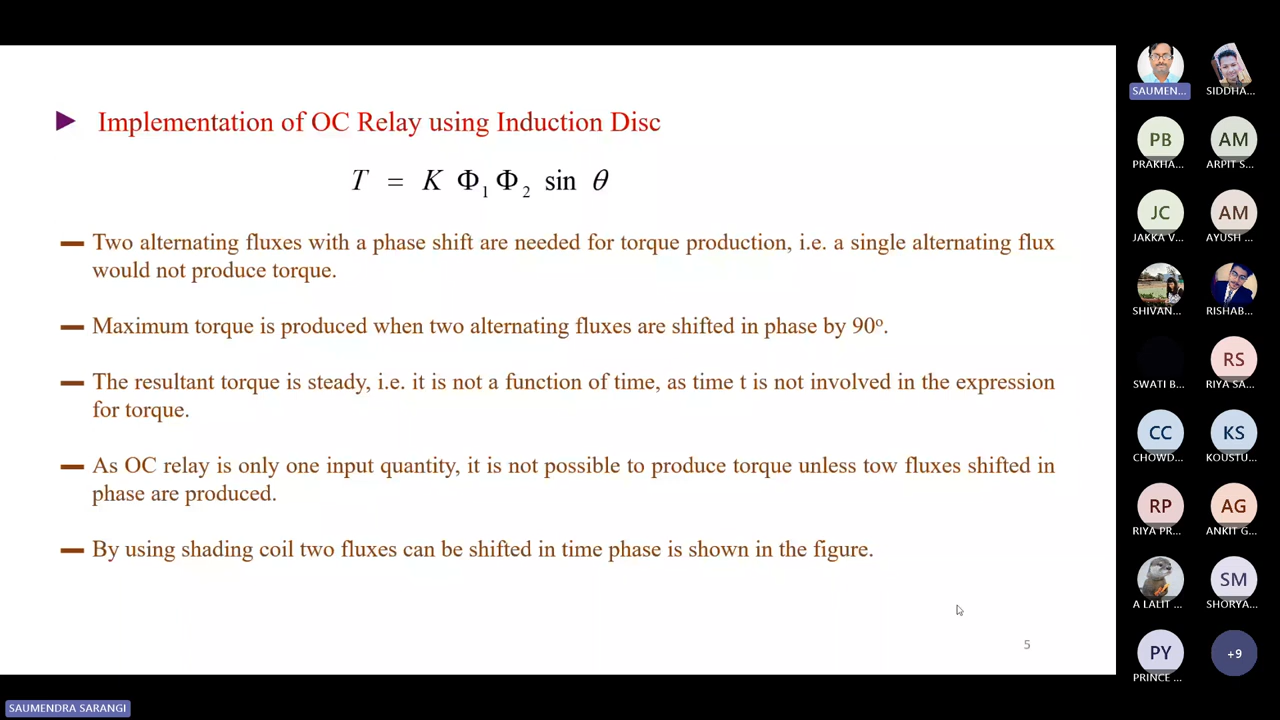 ► Implementation of OC Relay using Induction Disc
T = K Φ1 Φ2 sin θ
— Two alternating fluxes with a phase shift are needed for torque production, i.e. a single alternating flux
would not produce torque.
— Maximum torque is produced when two alternating fluxes are shifted in phase by 90º.
— The resultant torque is steady, i.e. it is not a function of time, as time t is not involved in the expression
for torque.
— As OC relay is only one input quantity, it is not possible to produce torque unless tow fluxes shifted in
phase are produced.
— By using shading coil two fluxes can be shifted in time phase is shown in the figure.
5
SAUMEN...
SIDDHA...
PB
AM
PRAKHA...
ARPIT S...
JC
AM
JAKKA V...
AYUSH ...
SHIVAN...
RISHAB...
RS
SWATI B...
RIYA SA...
CC
KS
CHOWD...
KOUSTU...
RP
AG
RIYA PR...
ANKIT G...
SM
A LALIT ...
SHORYA...
PY
+9
PRINCE ...
SAUMENDRA SARANGI